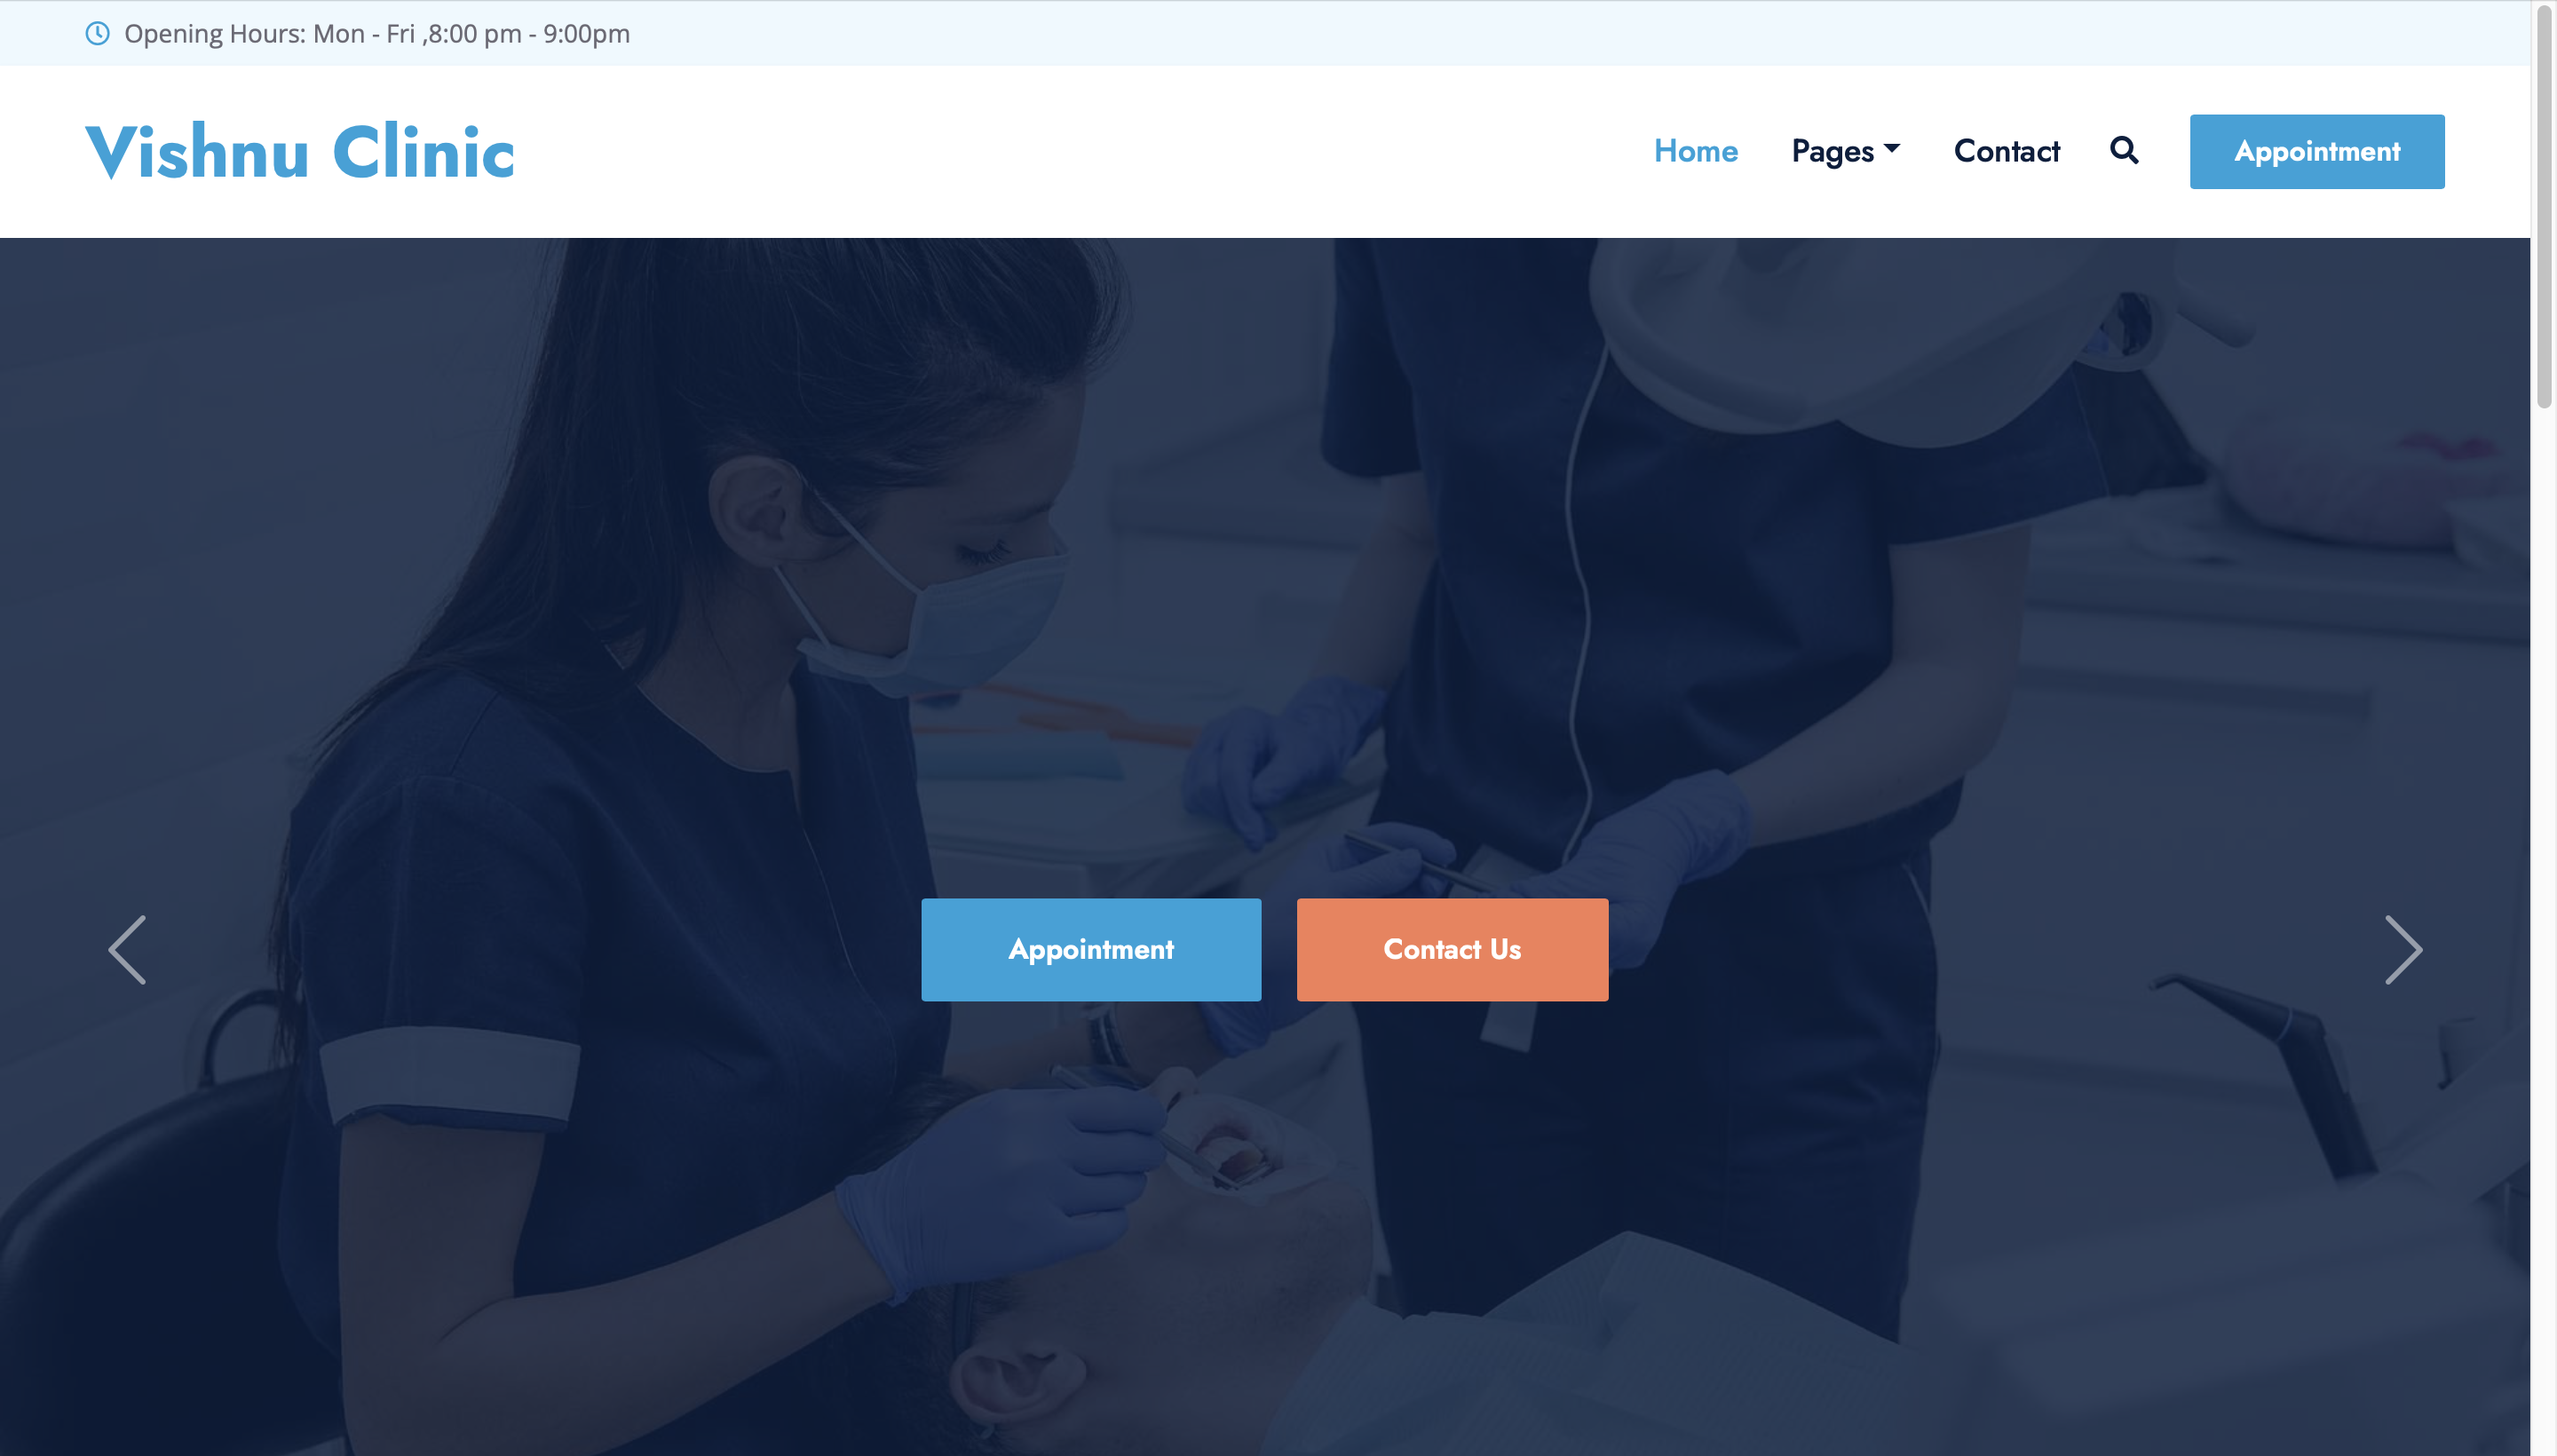 Opening Hours: Mon - Fri ,8:00 pm - 9:00pm
Vishnu Clinic
Home Pages Contact Appointment
Appointment Contact Us